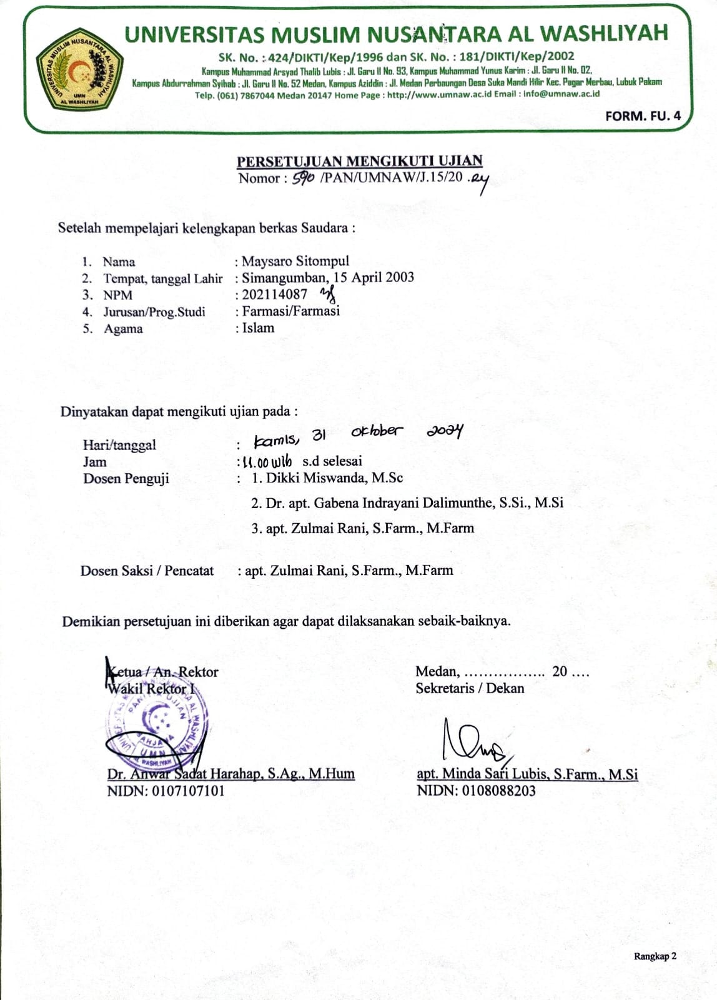 UNIVERSITAS MUSLIM NUSANTARA AL WASHLIYAH
SK. No. : 424/DIKTI/Kep/1996 dan SK. No. : 181/DIKTI/Kep/2002
Kampus Muhammad Arsyad Thalib Lubis : Jl. Garu II No. 93, Kampus Muhammad Yunus Karim : Jl. Garu II No. 02,
Kampus Abdurrahman Syihab : Jl. Garu II No. 52 Medan, Kampus Aziddin : Jl. Medan Perbaungan Desa Suka Mandi Hilir Kec. Pagar Merbau, Lubuk Pakam
Telp. (061) 7867044 Medan 20147 Home Page : http://www.umnaw.ac.id Email : info@umnaw.ac.id
UNIVERSITAS MUSLIM NUSANTARA AL WASHLIYAH
UMN
AL WASHLIYAH
FORM. FU. 4
PERSETUJUAN MENGIKUTI UJIAN
Nomor : 590 /PAN/UMNAW/J.15/20 .24
Setelah mempelajari kelengkapan berkas Saudara :
1. Nama : Maysaro Sitompul
2. Tempat, tanggal Lahir : Simangumban, 15 April 2003
3. NPM : 202114087
4. Jurusan/Prog.Studi : Farmasi/Farmasi
5. Agama : Islam
Dinyatakan dapat mengikuti ujian pada :
Hari/tanggal : kamis, 31 oktober 2024
Jam : 11.00 wib s.d selesai
Dosen Penguji : 1. Dikki Miswanda, M.Sc
2. Dr. apt. Gabena Indrayani Dalimunthe, S.Si., M.Si
3. apt. Zulmai Rani, S.Farm., M.Farm
Dosen Saksi / Pencatat : apt. Zulmai Rani, S.Farm., M.Farm
Demikian persetujuan ini diberikan agar dapat dilaksanakan sebaik-baiknya.
Ketua / An. Rektor
Wakil Rektor I
Medan, ................. 20 ....
Sekretaris / Dekan
PANITIA UJIAN
UMN
AL WASHLIYAH
Dr. Anwar Sadat Harahap, S.Ag., M.Hum
NIDN: 0107107101
apt. Minda Sari Lubis, S.Farm., M.Si
NIDN: 0108088203
Rangkap 2